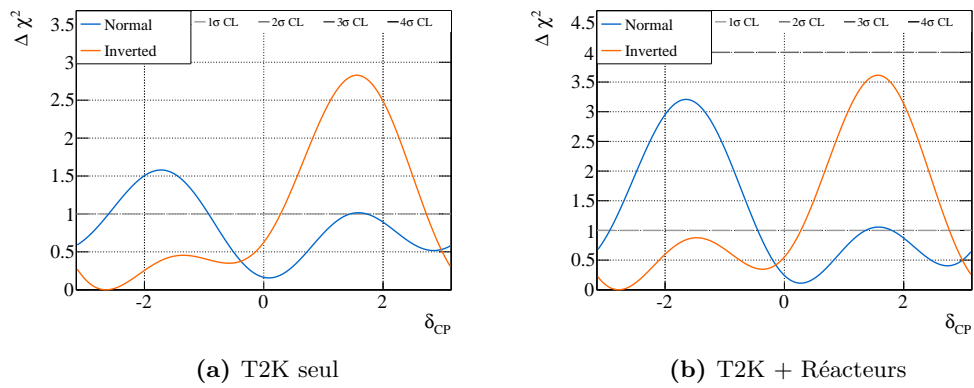 Δ χ²
3.5
3
2.5
2
1.5
1
0.5
0
Normal
Inverted
1σ CL
2σ CL
3σ CL
4σ CL
-2
0
2
δCP
(a) T2K seul
Δ χ²
4.5
4
3.5
3
2.5
2
1.5
1
0.5
0
Normal
Inverted
1σ CL
2σ CL
3σ CL
4σ CL
-2
0
2
δCP
(b) T2K + Réacteurs